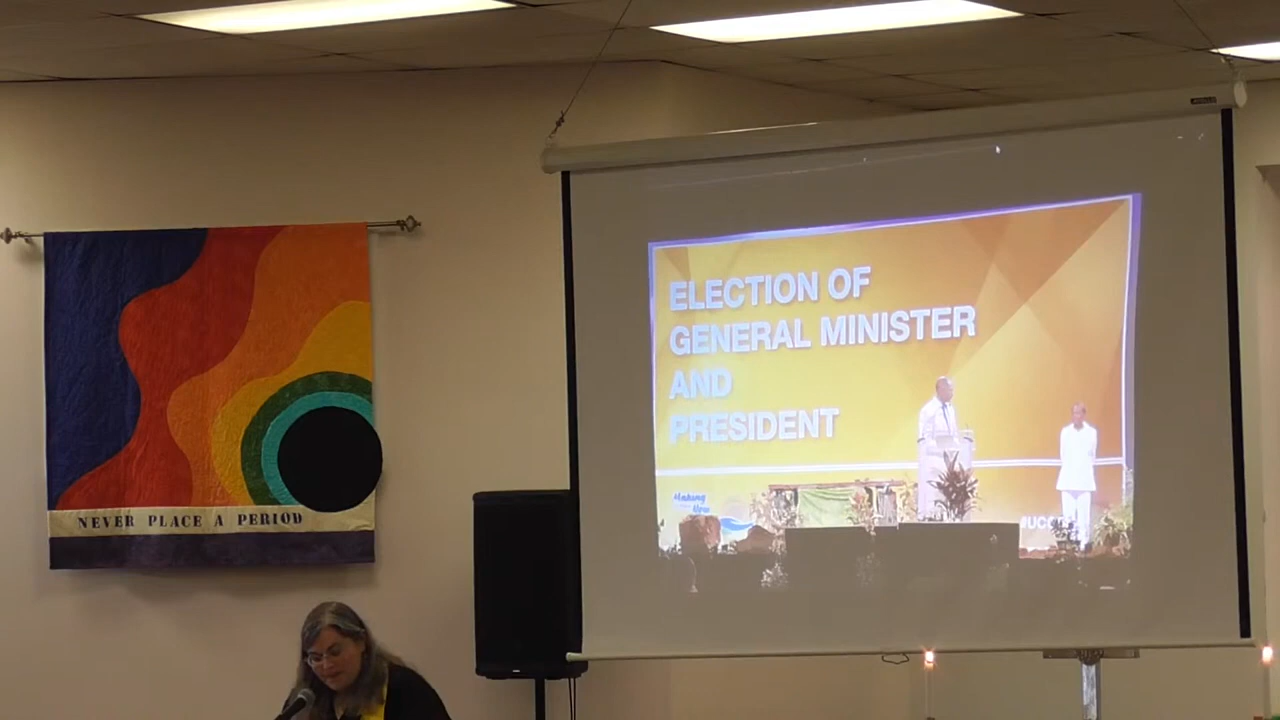 NEVER PLACE A PERIOD
ELECTION OF
GENERAL MINISTER
AND
PRESIDENT